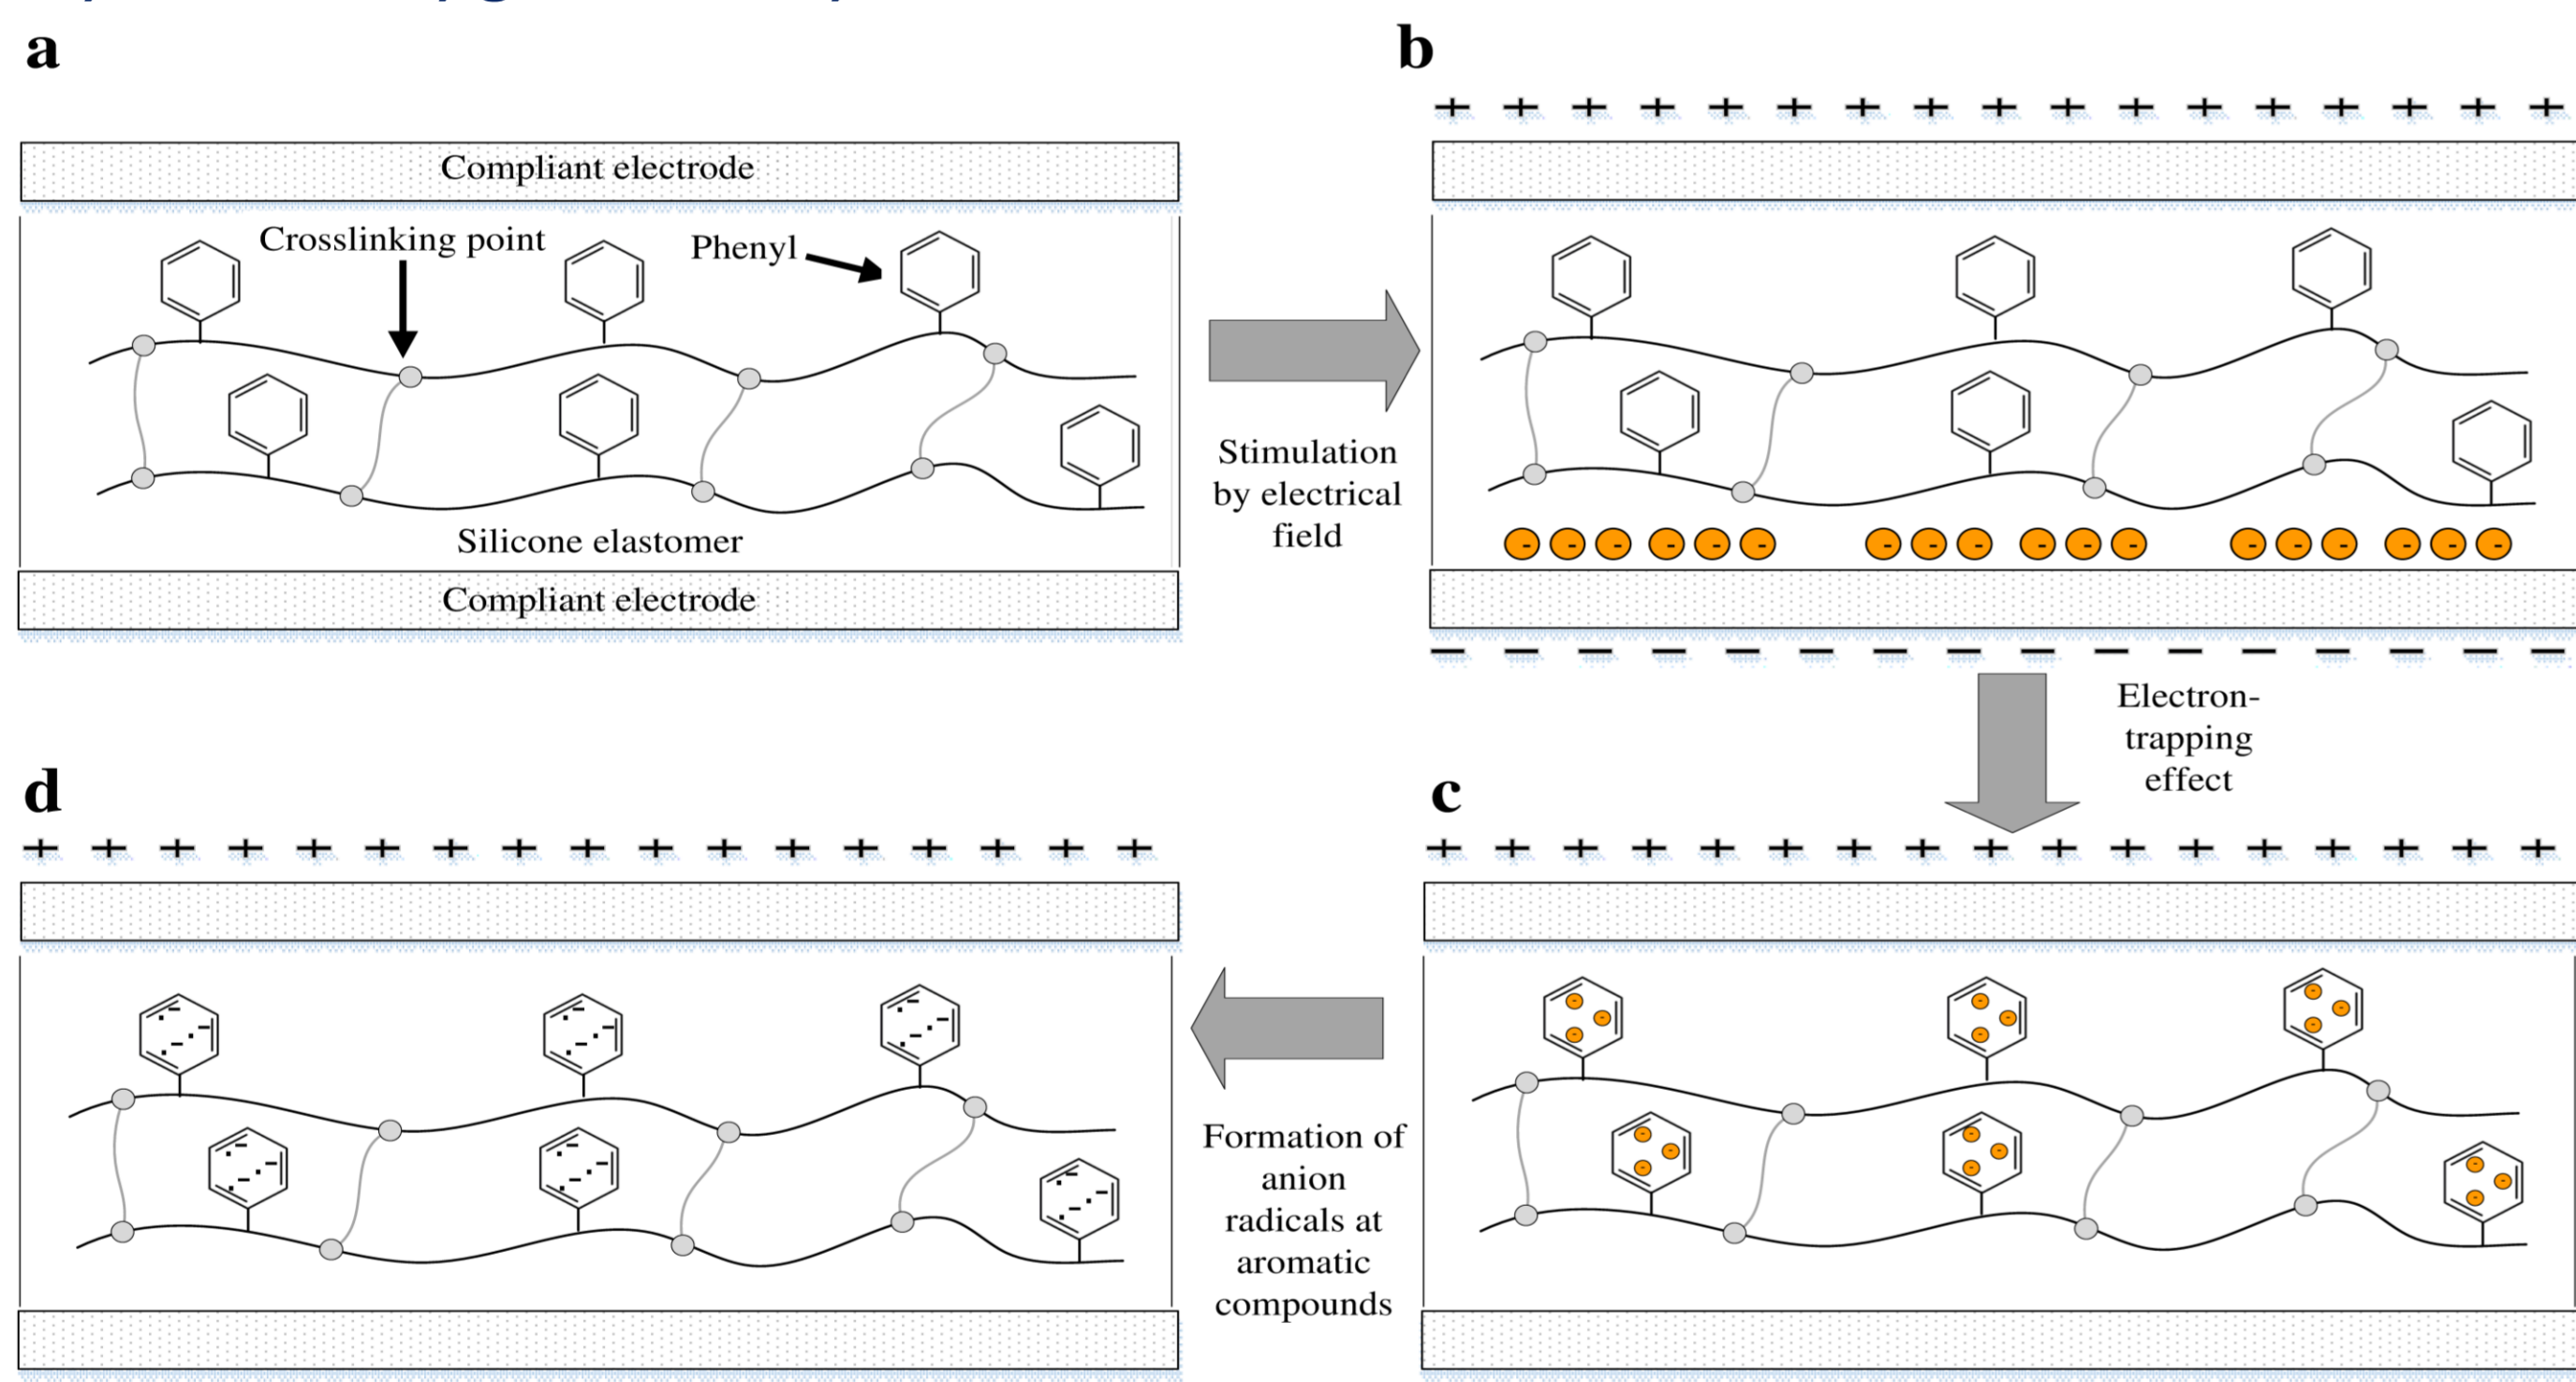 a
b
Compliant electrode
Crosslinking point
Phenyl
Silicone elastomer
Compliant electrode
Stimulation
by electrical
field
+ + + + + + + + + + + + + + + + +
- - - - - - - - - - - - - - - -
Electron-
trapping
effect
d
c
+ + + + + + + + + + + + + + + + +
+ + + + + + + + + + + + + + + + +
Formation of
anion
radicals at
aromatic
compounds